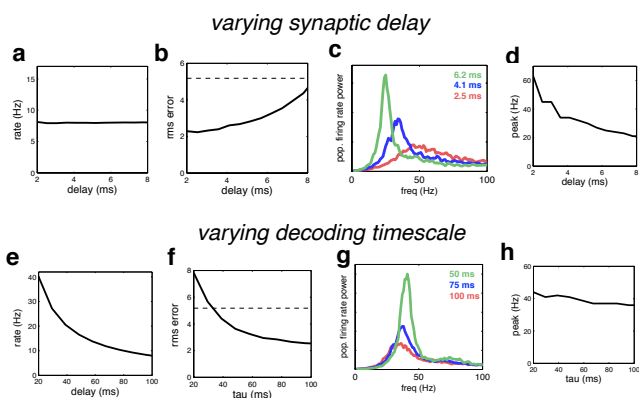 varying synaptic delay
a b c d
rate (Hz)
15
10
5
0
2 4 6 8
delay (ms)
rms error
6
4
2
0
2 4 6 8
delay (ms)
pop. firing rate power
6.2 ms
4.1 ms
2.5 ms
0 50 100
freq (Hz)
peak (Hz)
60
40
20
0
2 4 6 8
delay (ms)
varying decoding timescale
e f g h
rate (Hz)
40
30
20
10
0
20 40 60 80 100
delay (ms)
rms error
8
6
4
2
0
20 40 60 80 100
tau (ms)
pop. firing rate power
50 ms
75 ms
100 ms
0 50 100
freq (Hz)
peak (Hz)
60
40
20
0
20 40 60 80 100
tau (ms)